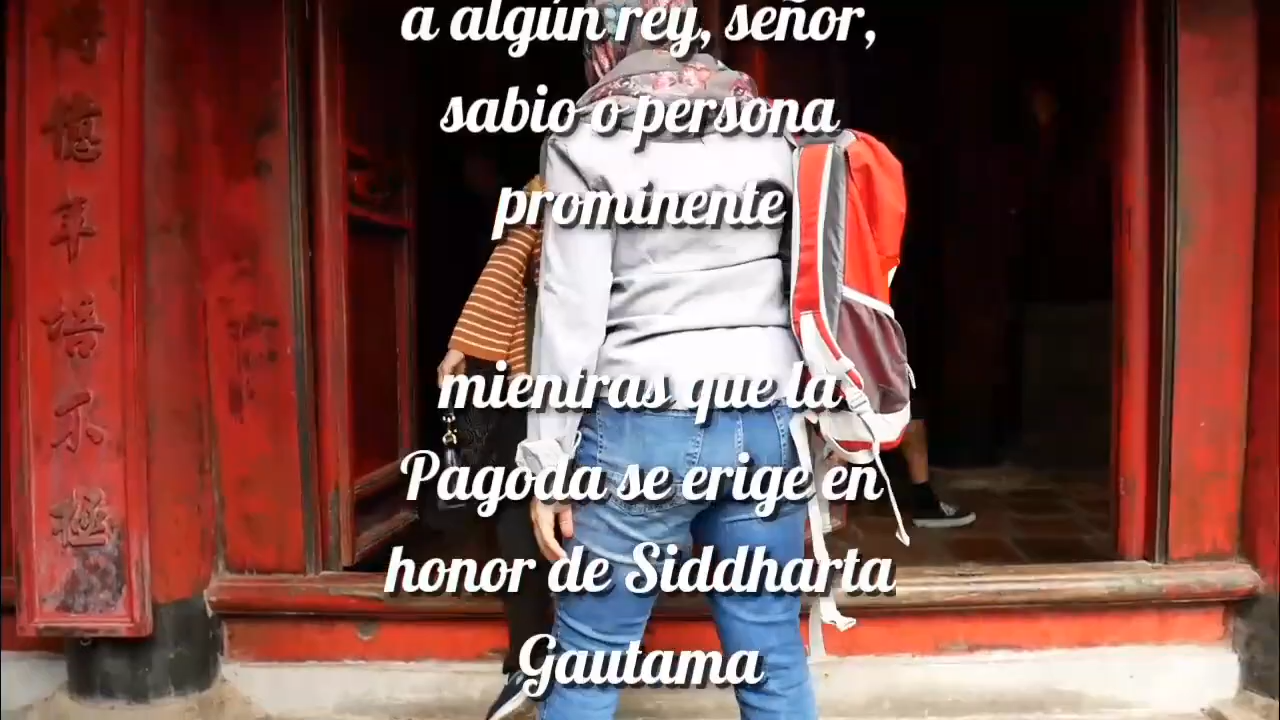 a algún rey, señor,
sabio o persona
prominente
mientras que la
Pagoda se erige en
honor de Siddharta
Gautama